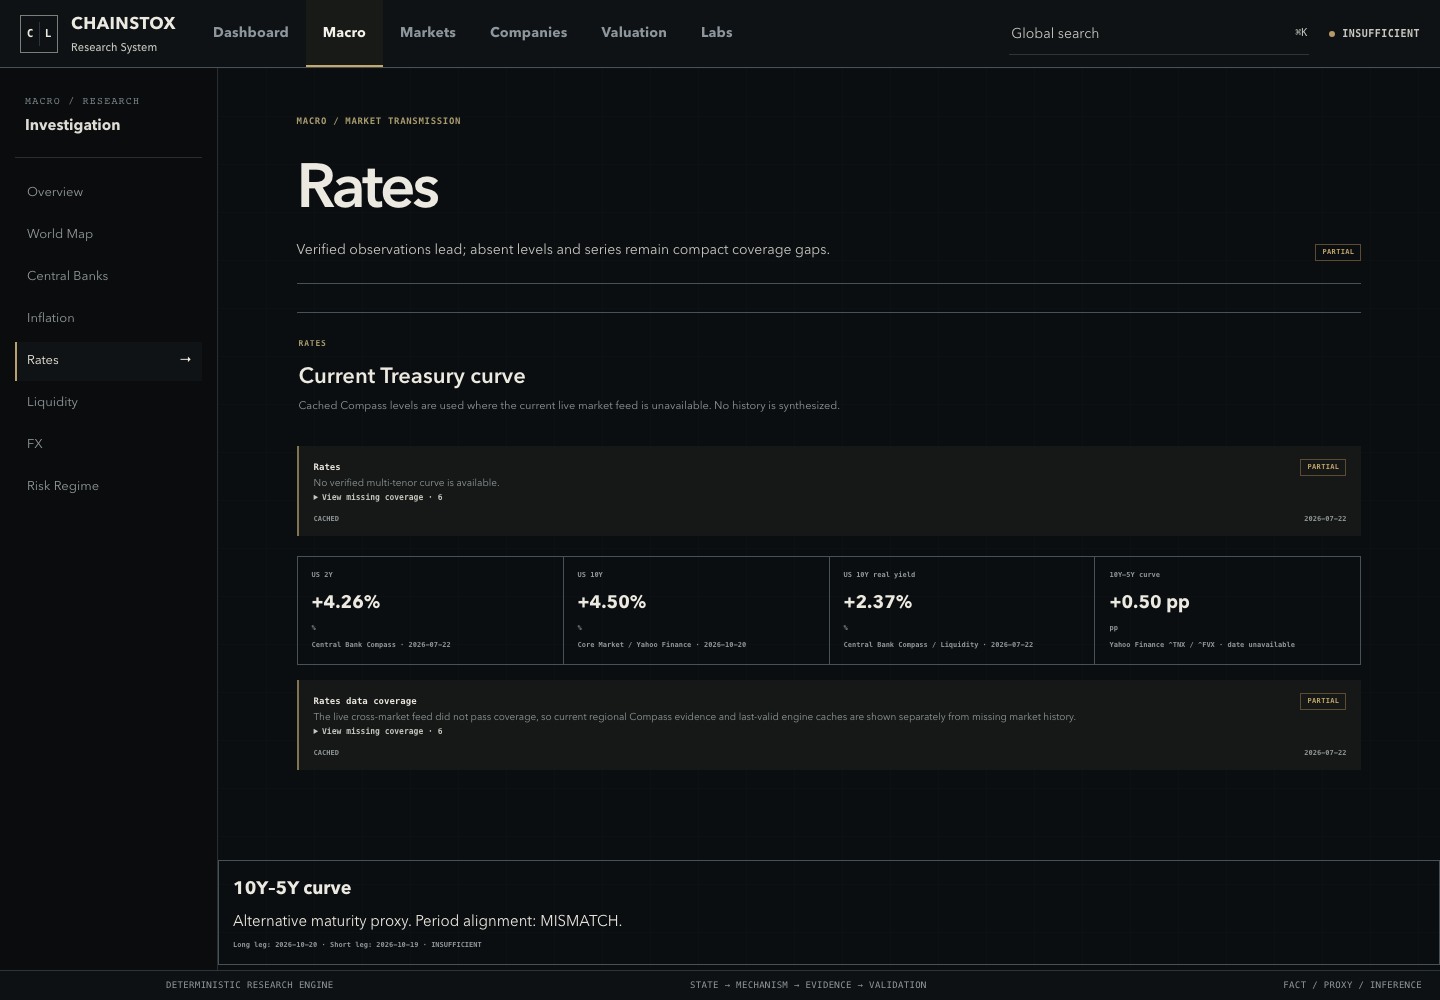 C L
CHAINSTOX
Research System
Dashboard Macro Markets Companies Valuation Labs
Global search ⌘K
INSUFFICIENT
MACRO / RESEARCH
Investigation
Overview
World Map
Central Banks
Inflation
Rates →
Liquidity
FX
Risk Regime
MACRO / MARKET TRANSMISSION
Rates
Verified observations lead; absent levels and series remain compact coverage gaps.
PARTIAL
RATES
Current Treasury curve
Cached Compass levels are used where the current live market feed is unavailable. No history is synthesized.
Rates
PARTIAL
No verified multi-tenor curve is available.
▶ View missing coverage · 6
CACHED 2026-07-22
US 2Y
+4.26%
%
Central Bank Compass · 2026-07-22
US 10Y
+4.50%
%
Core Market / Yahoo Finance · 2026-10-20
US 10Y real yield
+2.37%
%
Central Bank Compass / Liquidity · 2026-07-22
10Y-5Y curve
+0.50 pp
pp
Yahoo Finance ^TNX / ^FVX · date unavailable
Rates data coverage
PARTIAL
The live cross-market feed did not pass coverage, so current regional Compass evidence and last-valid engine caches are shown separately from missing market history.
▶ View missing coverage · 6
CACHED 2026-07-22
10Y–5Y curve
Alternative maturity proxy. Period alignment: MISMATCH.
Long leg: 2026-10-20 · Short leg: 2026-10-19 · INSUFFICIENT
DETERMINISTIC RESEARCH ENGINE STATE → MECHANISM → EVIDENCE → VALIDATION FACT / PROXY / INFERENCE